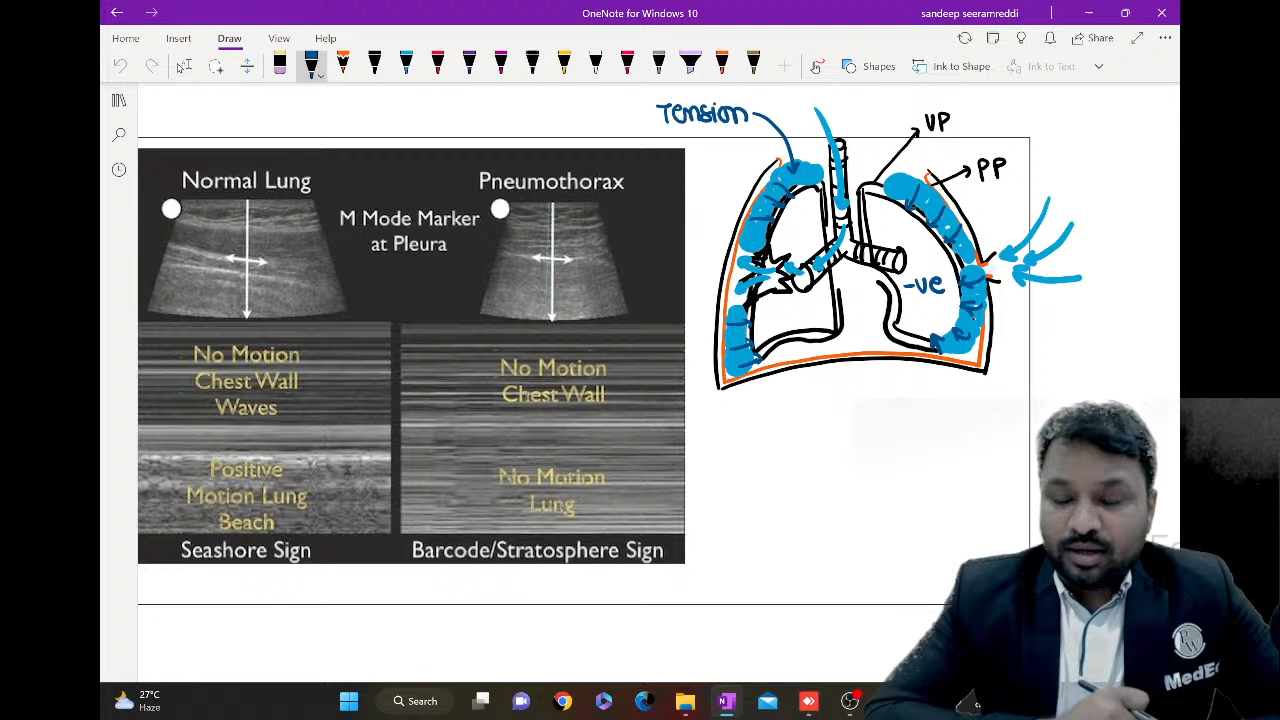 OneNote for Windows 10
sandeep seeramreddi
Home
Insert
Draw
View
Help
Share
Shapes
Ink to Shape
Ink to Text
Tension
VP
PP
-ve
Normal Lung
Pneumothorax
M Mode Marker
at Pleura
No Motion
Chest Wall
Waves
No Motion
Chest Wall
Positive
Motion Lung
Beach
No Motion
Lung
Seashore Sign
Barcode/Stratosphere Sign
PW
MedEd
27°C
Haze
Search